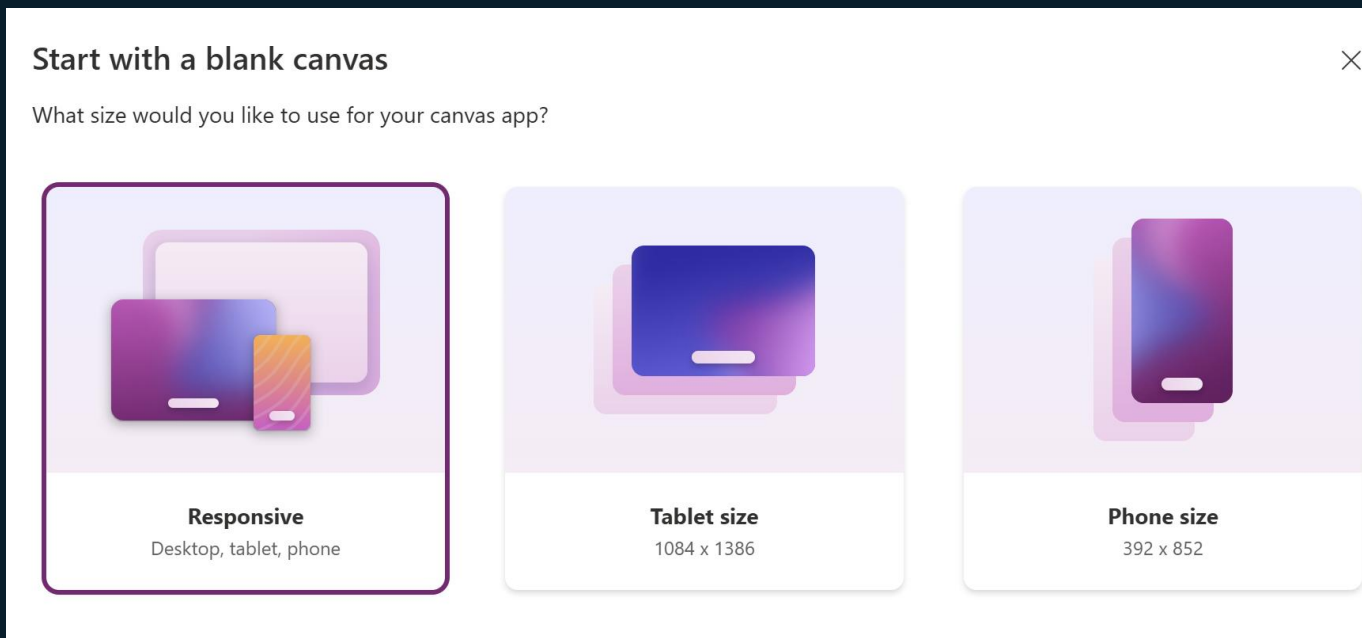 Start with a blank canvas
What size would you like to use for your canvas app?
Responsive
Desktop, tablet, phone
Tablet size
1084 x 1386
Phone size
392 x 852